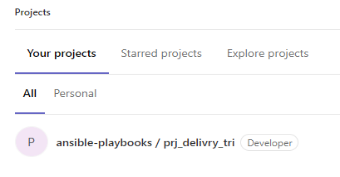 Projects
Your projects Starred projects Explore projects
All Personal
P ansible-playbooks / prj_delivry_tri Developer